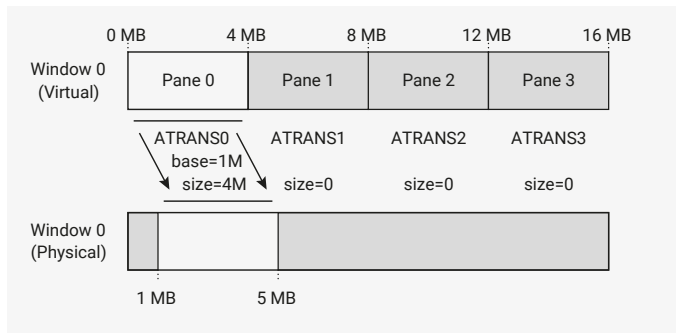 0 MB 4 MB 8 MB 12 MB 16 MB
Window 0
(Virtual)
Pane 0 Pane 1 Pane 2 Pane 3
ATRANS0 ATRANS1 ATRANS2 ATRANS3
base=1M
size=4M size=0 size=0 size=0
Window 0
(Physical)
1 MB 5 MB